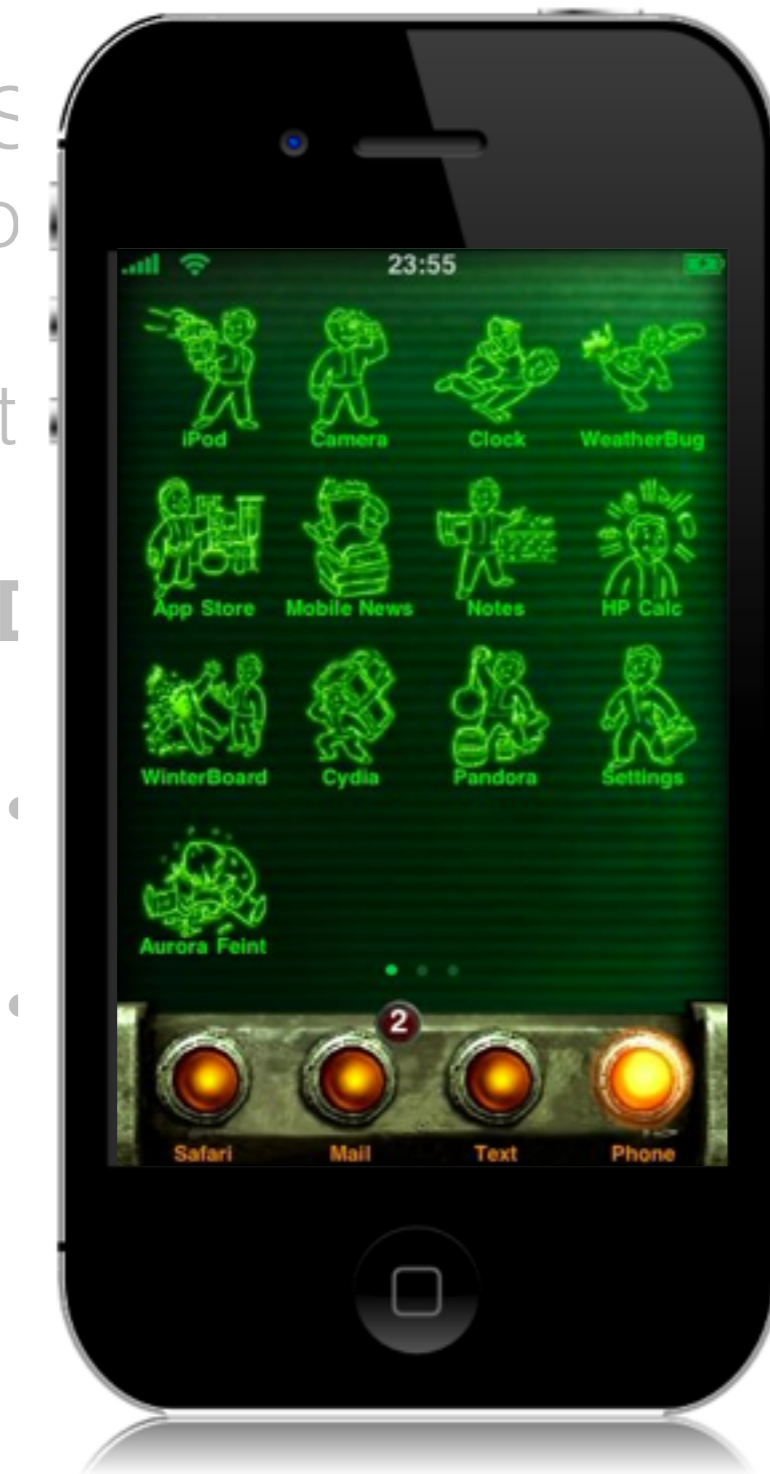 23:55
iPod Camera Clock WeatherBug
App Store Mobile News Notes HP Calc
WinterBoard Cydia Pandora Settings
Aurora Feint
2
Safari Mail Text Phone